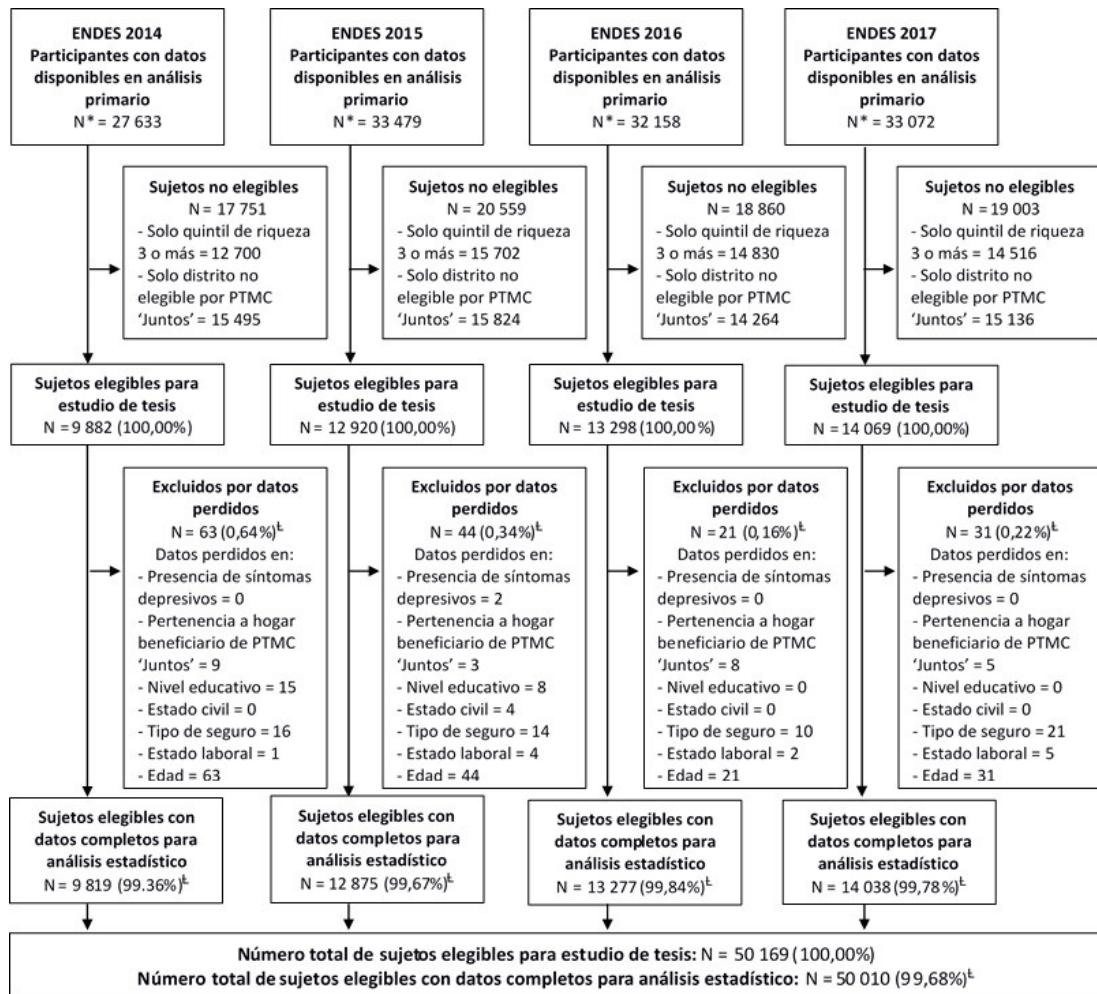 ENDES 2014
Participantes con datos
disponibles en análisis
primario
N* = 27 633
ENDES 2015
Participantes con datos
disponibles en análisis
primario
N* = 33 479
ENDES 2016
Participantes con datos
disponibles en análisis
primario
N* = 32 158
ENDES 2017
Participantes con datos
disponibles en análisis
primario
N* = 33 072
Sujetos no elegibles
N = 17 751
- Solo quintil de riqueza
3 o más = 12 700
- Solo distrito no
elegible por PTMC
‘Juntos’ = 15 495
Sujetos no elegibles
N = 20 559
- Solo quintil de riqueza
3 o más = 15 702
- Solo distrito no
elegible por PTMC
‘Juntos’ = 15 824
Sujetos no elegibles
N = 18 860
- Solo quintil de riqueza
3 o más = 14 830
- Solo distrito no
elegible por PTMC
‘Juntos’ = 14 264
Sujetos no elegibles
N = 19 003
- Solo quintil de riqueza
3 o más = 14 516
- Solo distrito no
elegible por PTMC
‘Juntos’ = 15 136
Sujetos elegibles para
estudio de tesis
N = 9 882 (100,00%)
Sujetos elegibles para
estudio de tesis
N = 12 920 (100,00%)
Sujetos elegibles para
estudio de tesis
N = 13 298 (100,00 %)
Sujetos elegibles para
estudio de tesis
N = 14 069 (100,00%)
Excluidos por datos
perdidos
N = 63 (0,64%)Ł
Datos perdidos en:
- Presencia de síntomas
depresivos = 0
- Pertenencia a hogar
beneficiario de PTMC
‘Juntos’ = 9
- Nivel educativo = 15
- Estado civil = 0
- Tipo de seguro = 16
- Estado laboral = 1
- Edad = 63
Excluidos por datos
perdidos
N = 44 (0,34%)Ł
Datos perdidos en:
- Presencia de síntomas
depresivos = 2
- Pertenencia a hogar
beneficiario de PTMC
‘Juntos’ = 3
- Nivel educativo = 8
- Estado civil = 4
- Tipo de seguro = 14
- Estado laboral = 4
- Edad = 44
Excluidos por datos
perdidos
N = 21 (0,16%)Ł
Datos perdidos en:
- Presencia de síntomas
depresivos = 0
- Pertenencia a hogar
beneficiario de PTMC
‘Juntos’ = 8
- Nivel educativo = 0
- Estado civil = 0
- Tipo de seguro = 10
- Estado laboral = 2
- Edad = 21
Excluidos por datos
perdidos
N = 31 (0,22%)Ł
Datos perdidos en:
- Presencia de síntomas
depresivos = 0
- Pertenencia a hogar
beneficiario de PTMC
‘Juntos’ = 5
- Nivel educativo = 0
- Estado civil = 0
- Tipo de seguro = 21
- Estado laboral = 5
- Edad = 31
Sujetos elegibles con
datos completos para
análisis estadístico
N = 9 819 (99.36%)Ł
Sujetos elegibles con
datos completos para
análisis estadístico
N = 12 875 (99,67%)Ł
Sujetos elegibles con
datos completos para
análisis estadístico
N = 13 277 (99,84%)Ł
Sujetos elegibles con
datos completos para
análisis estadístico
N = 14 038 (99,78%)Ł
Número total de sujetos elegibles para estudio de tesis: N = 50 169 (100,00%)
Número total de sujetos elegibles con datos completos para análisis estadístico: N = 50 010 (99,68%)Ł